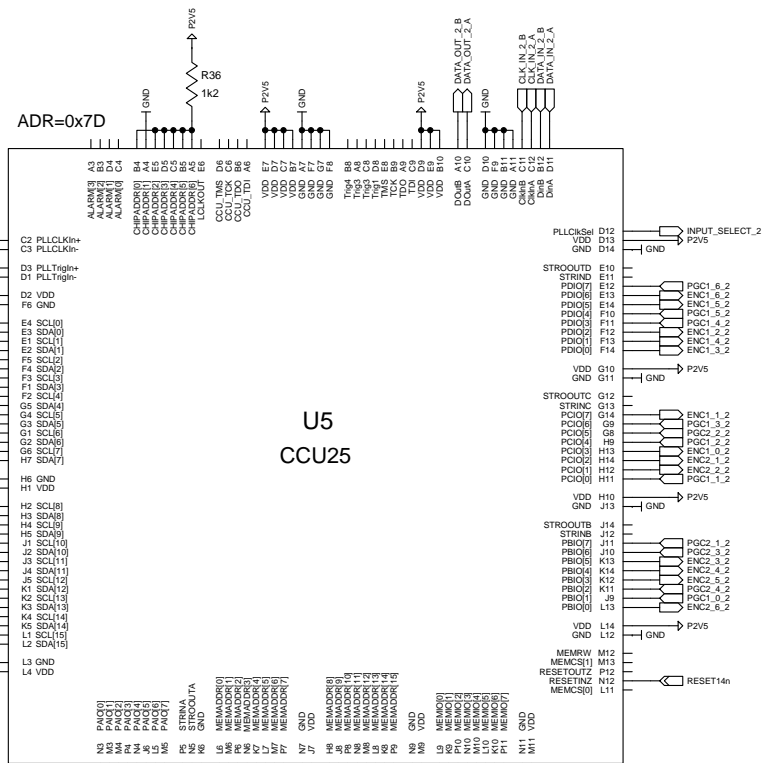 P2V5
R36
1k2
GND
P2V5
GND
P2V5
DATA_OUT_2_B
DATA_OUT_2_A
GND
CLK_IN_2_B
CLK_IN_2_A
DATA_IN_2_B
DATA_IN_2_A
ADR=0x7D
A3 ALARM[3]
B3 ALARM[2]
D4 ALARM[1]
C4 ALARM[0]
B4 CHIPADDR[0]
A4 CHIPADDR[1]
E5 CHIPADDR[2]
D5 CHIPADDR[3]
C5 CHIPADDR[4]
B5 CHIPADDR[5]
A5 CHIPADDR[6]
E6 LCLKOUT
D6 CCU_TMS
C6 CCU_TCK
B6 CCU_TDO
A6 CCU_TDI
E7 VDD
D7 VDD
C7 VDD
B7 VDD
A7 GND
F7 GND
G7 GND
F8 GND
B8 Trig4
A8 Trig3
C8 Trig2
D8 Trig1
E8 TMS
B9 TCK
A9 TDO
C9 TDI
D9 VDD
E9 VDD
B10 VDD
A10 DOutB
C10 DOutA
D10 GND
F9 GND
B11 GND
A11 GND
C11 ClkInB
C12 ClkinA
B12 DinB
D11 DinA
C2 PLLCLKIn+
C3 PLLCLKIn-
D3 PLLTrigIn+
D1 PLLTrigIn-
D2 VDD
F6 GND
E4 SCL[0]
E3 SDA[0]
E1 SCL[1]
E2 SDA[1]
F5 SCL[2]
F4 SDA[2]
F3 SCL[3]
F1 SDA[3]
F2 SCL[4]
G5 SDA[4]
G4 SCL[5]
G3 SDA[5]
G1 SCL[6]
G2 SDA[6]
G6 SCL[7]
H7 SDA[7]
H6 GND
H1 VDD
H2 SCL[8]
H3 SDA[8]
H4 SCL[9]
H5 SDA[9]
J1 SCL[10]
J2 SDA[10]
J3 SCL[11]
J4 SDA[11]
J5 SCL[12]
K1 SDA[12]
K2 SCL[13]
K3 SDA[13]
K4 SCL[14]
K5 SDA[14]
L1 SCL[15]
L2 SDA[15]
L3 GND
L4 VDD
U5
CCU25
PLLClkSel D12 INPUT_SELECT_2
VDD D13 P2V5
GND D14 GND
STROOUTD E10
STRIND E11
PDIO[7] E12 PGC1_6_2
PDIO[6] E13 ENC1_6_2
PDIO[5] E14 ENC1_5_2
PDIO[4] F10 PGC1_5_2
PDIO[3] F11 PGC1_4_2
PDIO[2] F12 ENC1_2_2
PDIO[1] F13 ENC1_4_2
PDIO[0] F14 ENC1_3_2
VDD G10 P2V5
GND G11 GND
STROOUTC G12
STRINC G13
PCIO[7] G14 ENC1_1_2
PCIO[6] G9 PGC1_3_2
PCIO[5] G8 PGC2_2_2
PCIO[4] H9 PGC1_2_2
PCIO[3] H13 ENC1_0_2
PCIO[2] H14 ENC2_1_2
PCIO[1] H12 ENC2_2_2
PCIO[0] H11 PGC1_1_2
VDD H10 P2V5
GND J13 GND
STROOUTB J14
STRINB J12
PBIO[7] J11 PGC2_1_2
PBIO[6] J10 PGC2_3_2
PBIO[5] K13 ENC2_3_2
PBIO[4] K14 ENC2_4_2
PBIO[3] K12 ENC2_5_2
PBIO[2] K11 PGC2_4_2
PBIO[1] J9 PGC1_0_2
PBIO[0] L13 ENC2_6_2
VDD L14 P2V5
GND L12 GND
MEMRW M12
MEMCS[1] M13
RESETOUTZ P12
RESETINZ N12 RESET14n
MEMCS[0] L11
N3 PAIO[0]
M3 PAIO[1]
M4 PAIO[2]
P4 PAIO[3]
N4 PAIO[4]
J6 PAIO[5]
L5 PAIO[6]
M5 PAIO[7]
P5 STRINA
N5 STROOUTA
K6 GND
L6 MEMADDR[0]
M6 MEMADDR[1]
P6 MEMADDR[2]
N6 MEMADDR[3]
K7 MEMADDR[4]
L7 MEMADDR[5]
M7 MEMADDR[6]
P7 MEMADDR[7]
N7 GND
J7 VDD
H8 MEMADDR[8]
J8 MEMADDR[9]
P8 MEMADDR[10]
N8 MEMADDR[11]
M8 MEMADDR[12]
L8 MEMADDR[13]
K8 MEMADDR[14]
P9 MEMADDR[15]
N9 GND
M9 VDD
L9 MEMIO[0]
K9 MEMIO[1]
P10 MEMIO[2]
N10 MEMIO[3]
M10 MEMIO[4]
L10 MEMIO[5]
K10 MEMIO[6]
P11 MEMIO[7]
N11 GND
M11 VDD